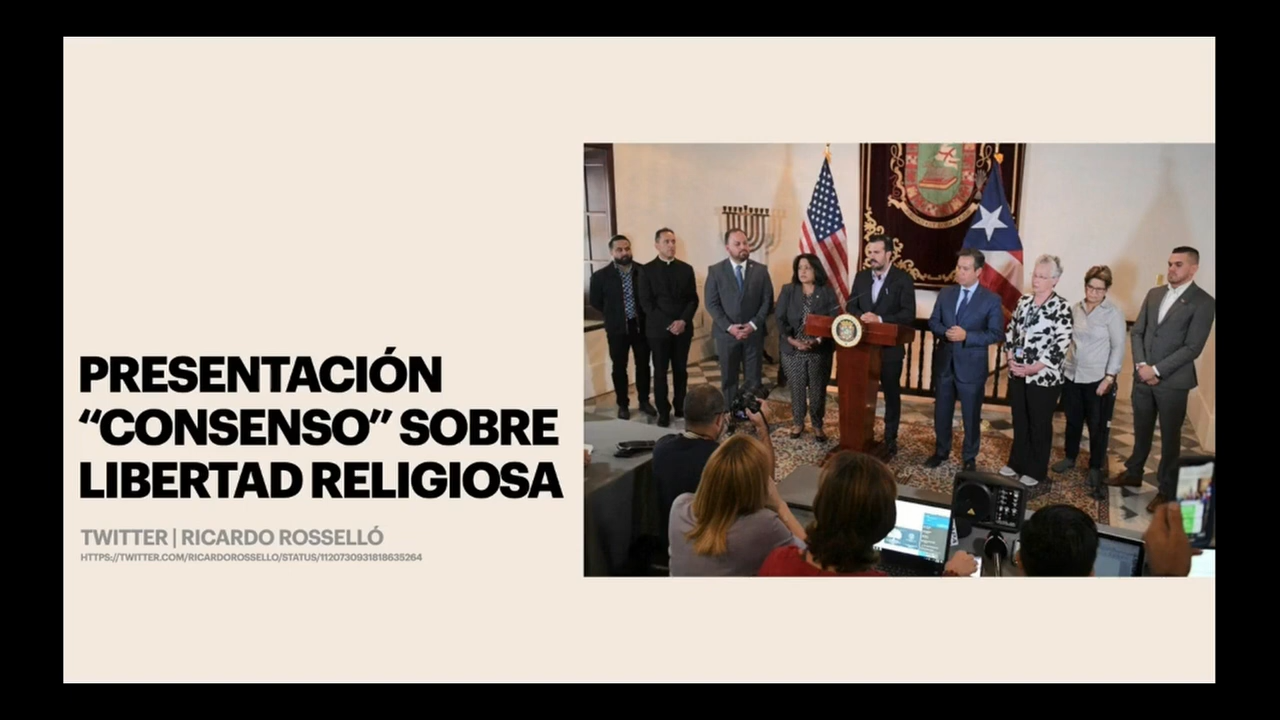 PRESENTACIÓN
“CONSENSO” SOBRE
LIBERTAD RELIGIOSA
TWITTER | RICARDO ROSSELLÓ
HTTPS://TWITTER.COM/RICARDOROSSELLO/STATUS/1120730931818635264